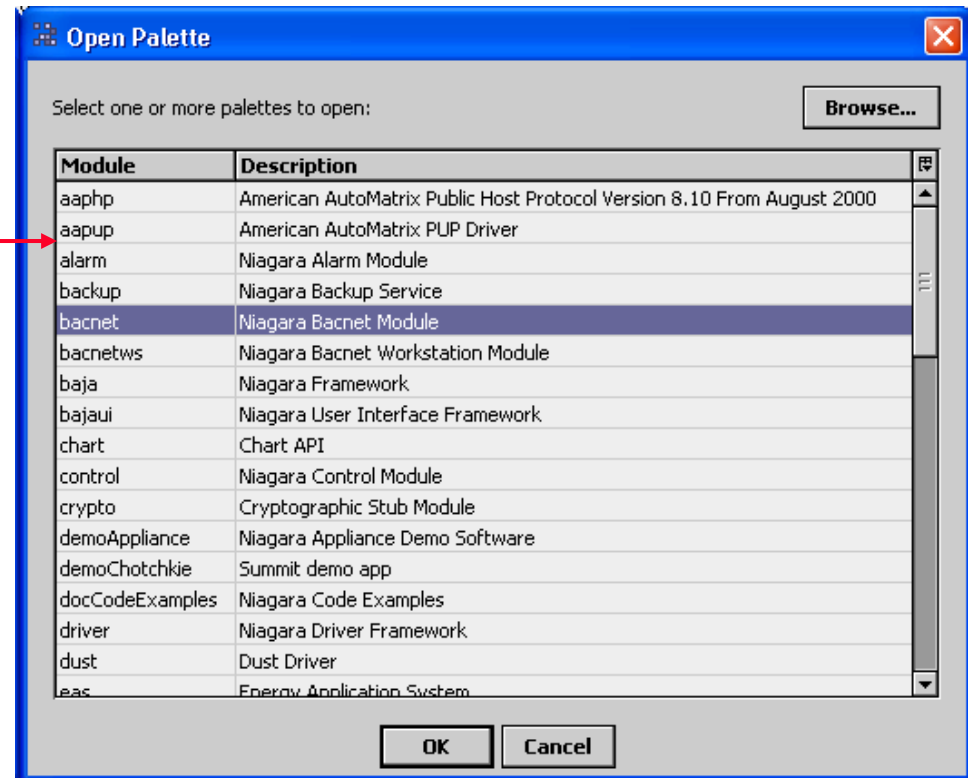 Open Palette
Select one or more palettes to open:
Browse...
Module Description
aaphp American AutoMatrix Public Host Protocol Version 8.10 From August 2000
aapup American AutoMatrix PUP Driver
alarm Niagara Alarm Module
backup Niagara Backup Service
bacnet Niagara Bacnet Module
bacnetws Niagara Bacnet Workstation Module
baja Niagara Framework
bajaui Niagara User Interface Framework
chart Chart API
control Niagara Control Module
crypto Cryptographic Stub Module
demoAppliance Niagara Appliance Demo Software
demoChotchkie Summit demo app
docCodeExamples Niagara Code Examples
driver Niagara Driver Framework
dust Dust Driver
eas Energy Application System
OK Cancel